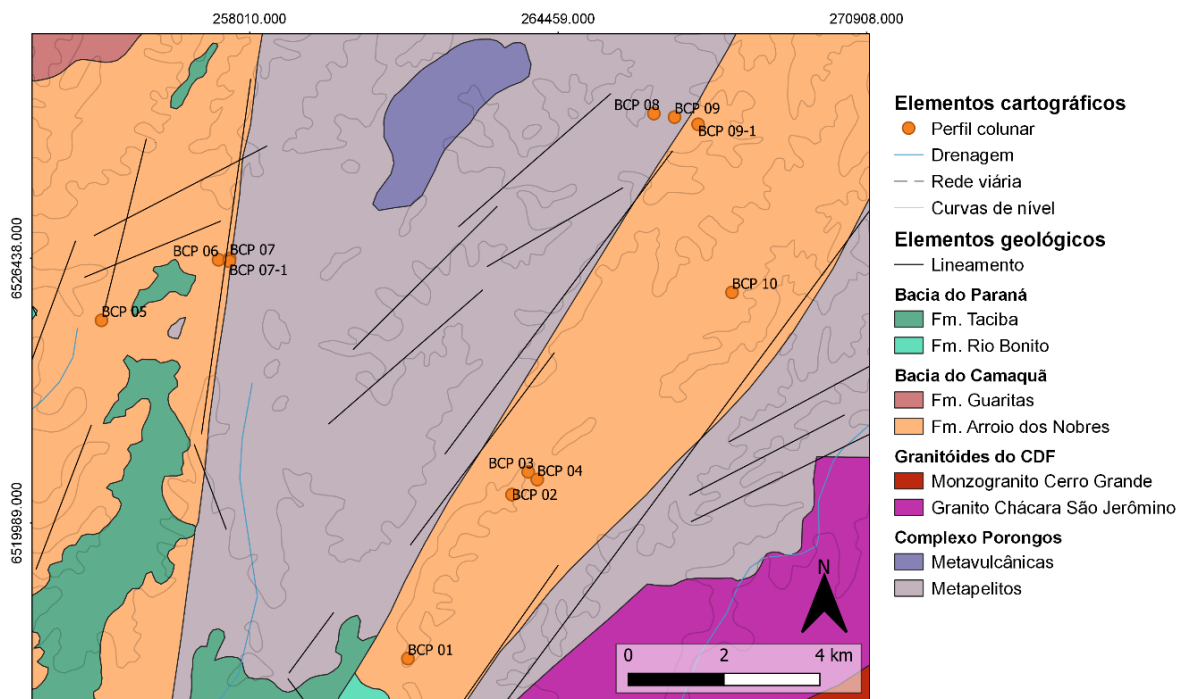 258010.000
264459.000
270908.000
6526438.000
6519989.000
BCP 08
BCP 09
BCP 09-1
BCP 06
BCP 07
BCP 07-1
BCP 05
BCP 10
BCP 03
BCP 04
BCP 02
BCP 01
N
0
2
4 km
Elementos cartográficos
Perfil colunar
Drenagem
Rede viária
Curvas de nível
Elementos geológicos
Lineamento
Bacia do Paraná
Fm. Taciba
Fm. Rio Bonito
Bacia do Camaquã
Fm. Guaritas
Fm. Arroio dos Nobres
Granitóides do CDF
Monzogranito Cerro Grande
Granito Chácara São Jerômino
Complexo Porongos
Metavulcânicas
Metapelitos